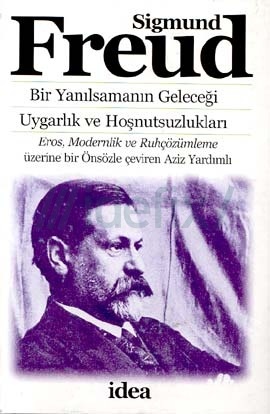 Sigmund
Freud
Bir Yanılsamanın Geleceği
Uygarlık ve Hoşnutsuzlukları
Eros, Modernlik ve Ruhçözümleme
üzerine bir Önsözle çeviren Aziz Yardımlı
idea